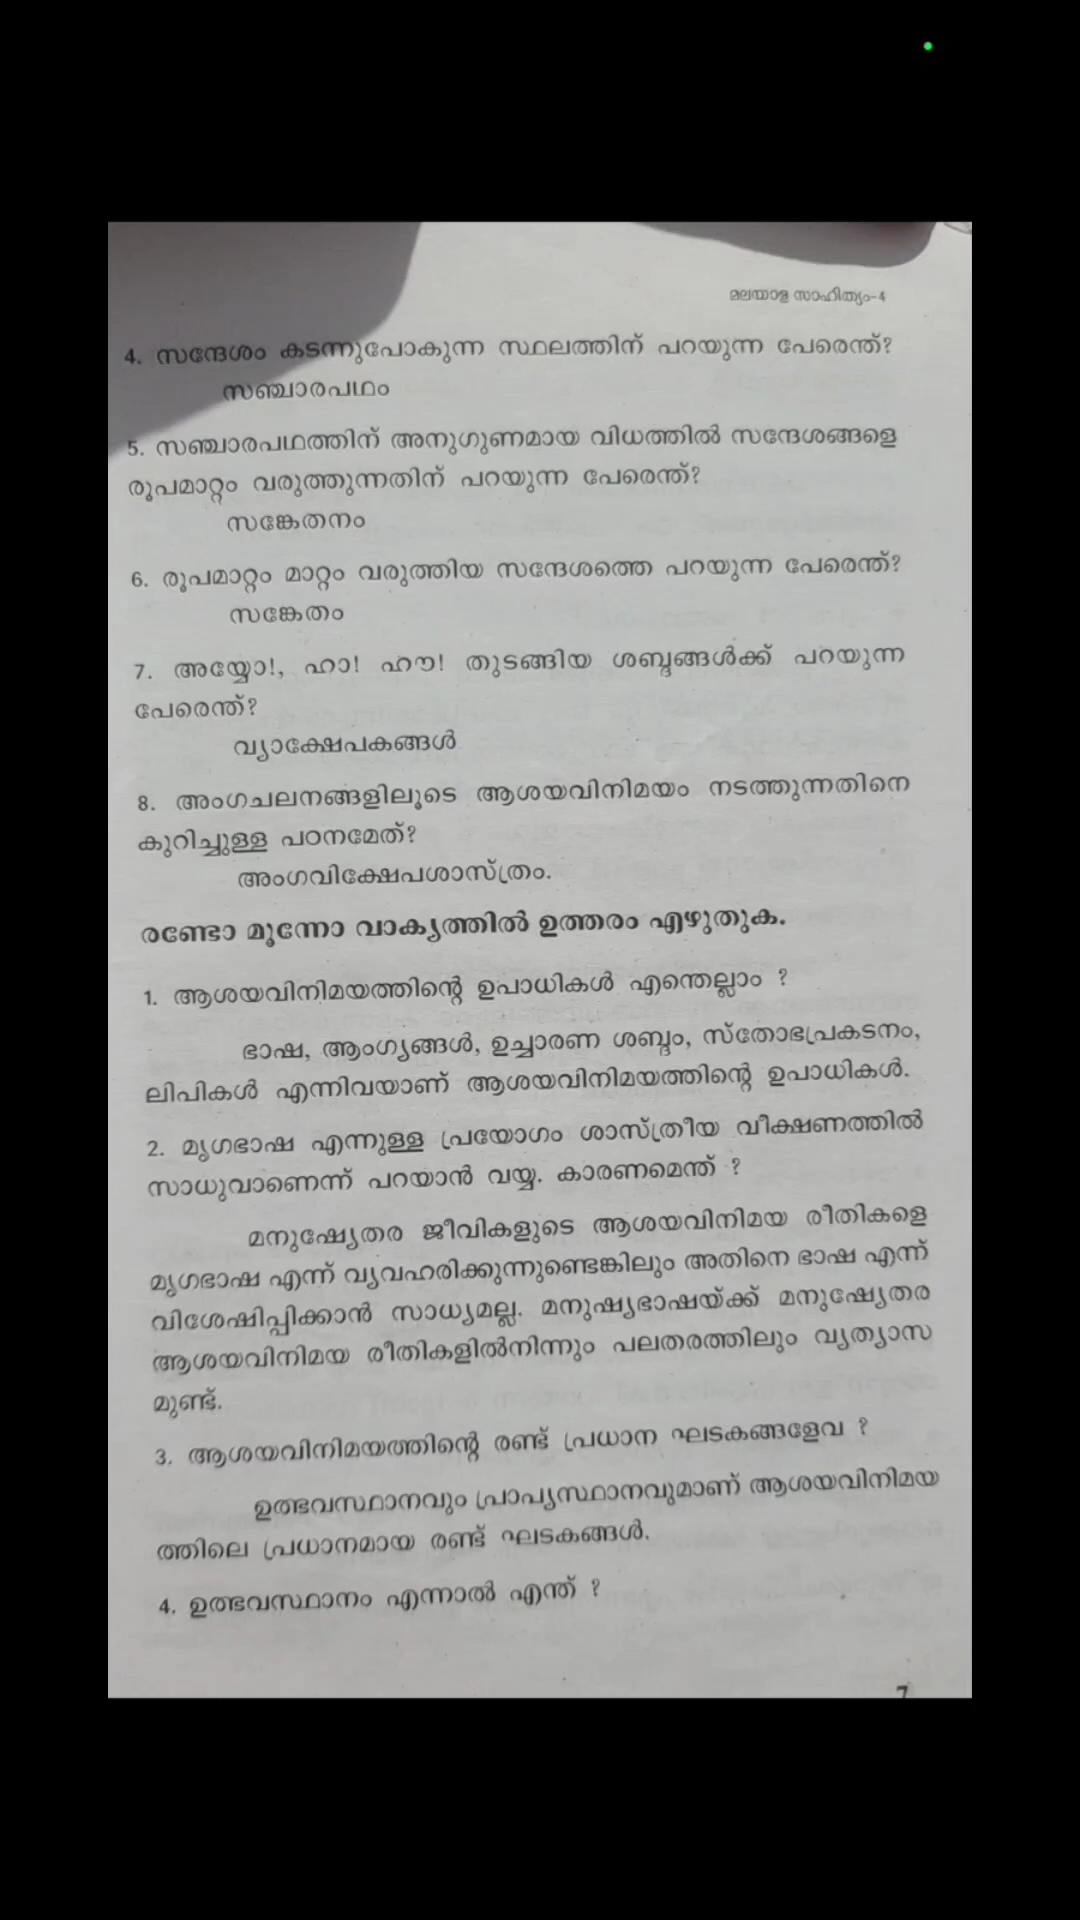 മലയാള സാഹിത്യം-4
4. സന്ദേശം കടന്നുപോകുന്ന സ്ഥലത്തിന് പറയുന്ന പേരെന്ത്?
സഞ്ചാരപഥം
5. സഞ്ചാരപഥത്തിന് അനുഗുണമായ വിധത്തിൽ സന്ദേശങ്ങളെ
രൂപമാറ്റം വരുത്തുന്നതിന് പറയുന്ന പേരെന്ത്?
സങ്കേതനം
6. രൂപമാറ്റം മാറ്റം വരുത്തിയ സന്ദേശത്തെ പറയുന്ന പേരെന്ത്?
സങ്കേതം
7. അയ്യോ!, ഹാ! ഹൗ! തുടങ്ങിയ ശബ്ദങ്ങൾക്ക് പറയുന്ന
പേരെന്ത്?
വ്യാക്ഷേപകങ്ങൾ
8. അംഗചലനങ്ങളിലൂടെ ആശയവിനിമയം നടത്തുന്നതിനെ
കുറിച്ചുള്ള പഠനമേത്?
അംഗവിക്ഷേപശാസ്ത്രം.
രണ്ടോ മൂന്നോ വാക്യത്തിൽ ഉത്തരം എഴുതുക.
1. ആശയവിനിമയത്തിന്റെ ഉപാധികൾ എന്തെല്ലാം ?
ഭാഷ, ആംഗ്യങ്ങൾ, ഉച്ചാരണ ശബ്ദം, സ്തോഭപ്രകടനം,
ലിപികൾ എന്നിവയാണ് ആശയവിനിമയത്തിന്റെ ഉപാധികൾ.
2. മൃഗഭാഷ എന്നുള്ള പ്രയോഗം ശാസ്ത്രീയ വീക്ഷണത്തിൽ
സാധുവാണെന്ന് പറയാൻ വയ്യ. കാരണമെന്ത് ?
മനുഷ്യേതര ജീവികളുടെ ആശയവിനിമയ രീതികളെ
മൃഗഭാഷ എന്ന് വ്യവഹരിക്കുന്നുണ്ടെങ്കിലും അതിനെ ഭാഷ എന്ന്
വിശേഷിപ്പിക്കാൻ സാധ്യമല്ല. മനുഷ്യഭാഷയ്ക്ക് മനുഷ്യേതര
ആശയവിനിമയ രീതികളിൽനിന്നും പലതരത്തിലും വ്യത്യാസ
മുണ്ട്.
3. ആശയവിനിമയത്തിന്റെ രണ്ട് പ്രധാന ഘടകങ്ങളേവ ?
ഉത്ഭവസ്ഥാനവും പ്രാപ്യസ്ഥാനവുമാണ് ആശയവിനിമയ
ത്തിലെ പ്രധാനമായ രണ്ട് ഘടകങ്ങൾ.
4. ഉത്ഭവസ്ഥാനം എന്നാൽ എന്ത് ?
7